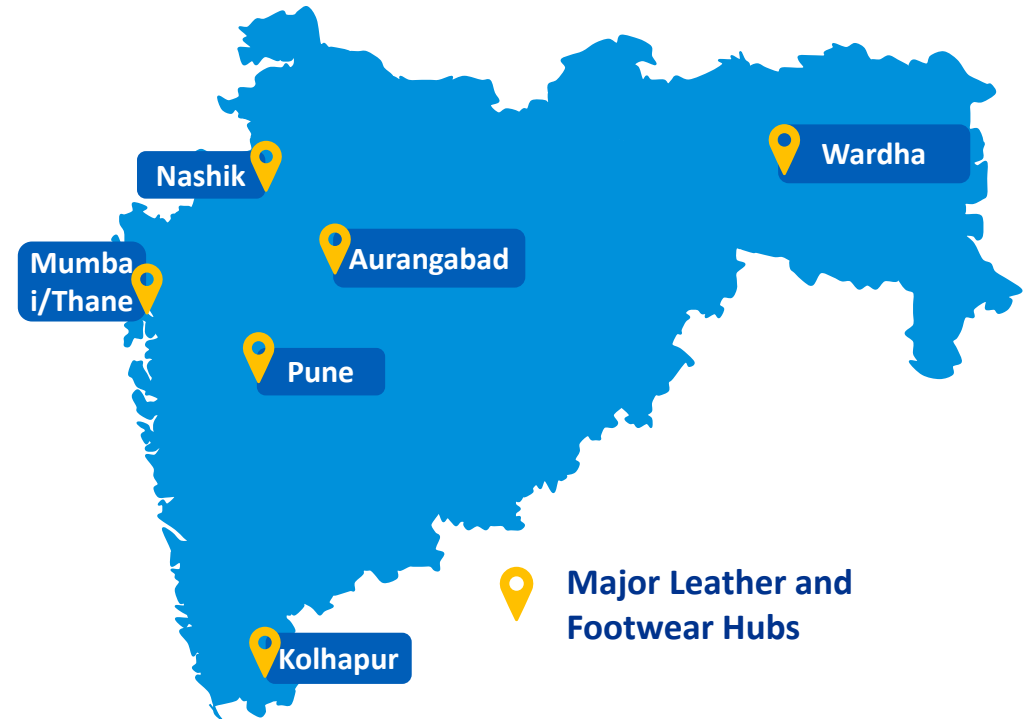 Nashik
Wardha
Mumba
i/Thane
Aurangabad
Pune
Major Leather and
Footwear Hubs
Kolhapur